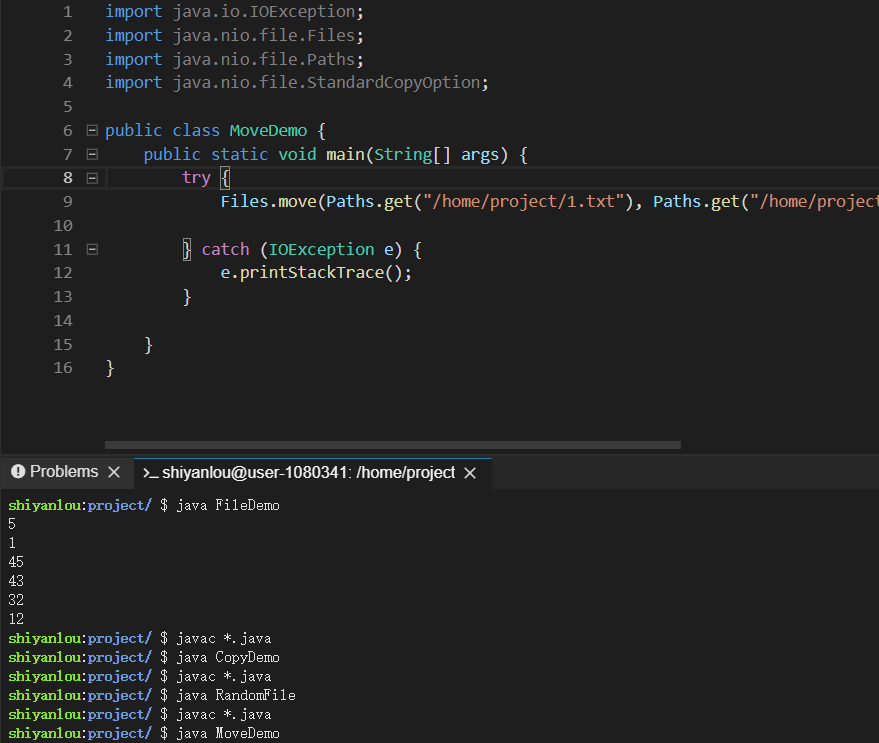 1 import java.io.IOException;
2 import java.nio.file.Files;
3 import java.nio.file.Paths;
4 import java.nio.file.StandardCopyOption;
5
6 public class MoveDemo {
7 public static void main(String[] args) {
8 try {
9 Files.move(Paths.get("/home/project/1.txt"), Paths.get("/home/project
10
11 } catch (IOException e) {
12 e.printStackTrace();
13 }
14
15 }
16 }
Problems
shiyanlou@user-1080341: /home/project
shiyanlou:project/ $ java FileDemo
5
1
45
43
32
12
shiyanlou:project/ $ javac *.java
shiyanlou:project/ $ java CopyDemo
shiyanlou:project/ $ javac *.java
shiyanlou:project/ $ java RandomFile
shiyanlou:project/ $ javac *.java
shiyanlou:project/ $ java MoveDemo